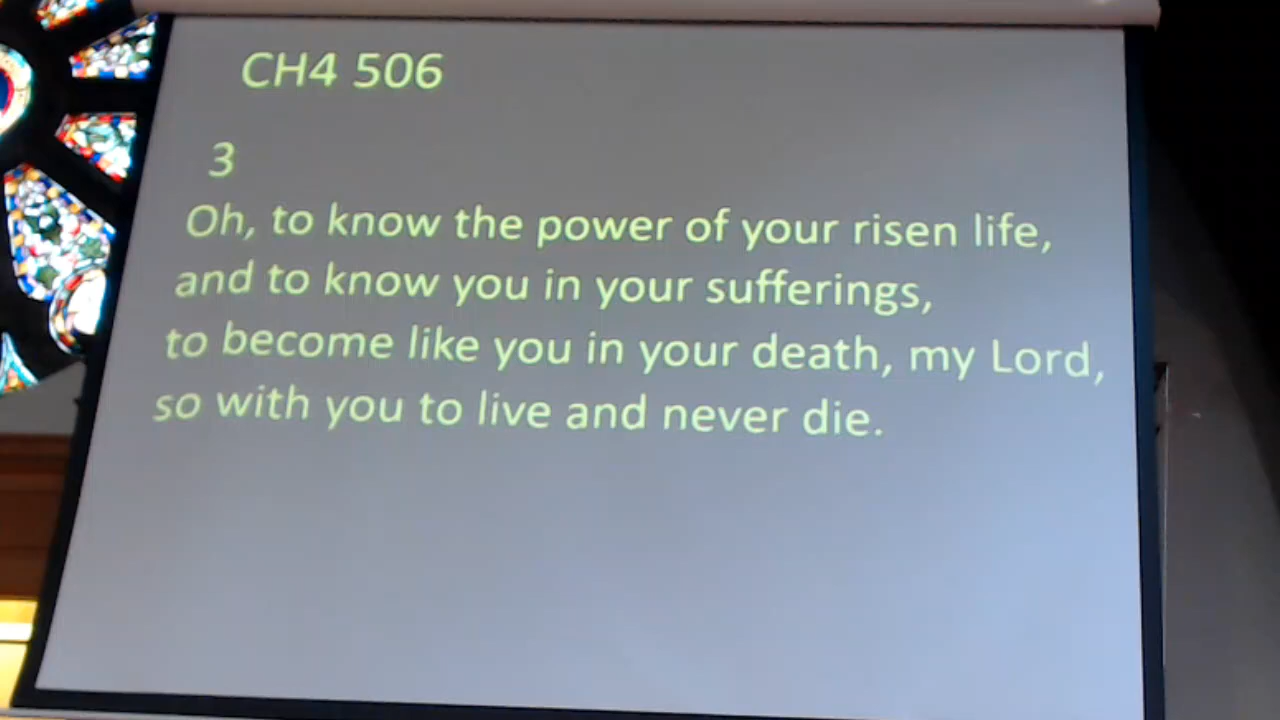 CH4 506
3
Oh, to know the power of your risen life,
and to know you in your sufferings,
to become like you in your death, my Lord,
so with you to live and never die.